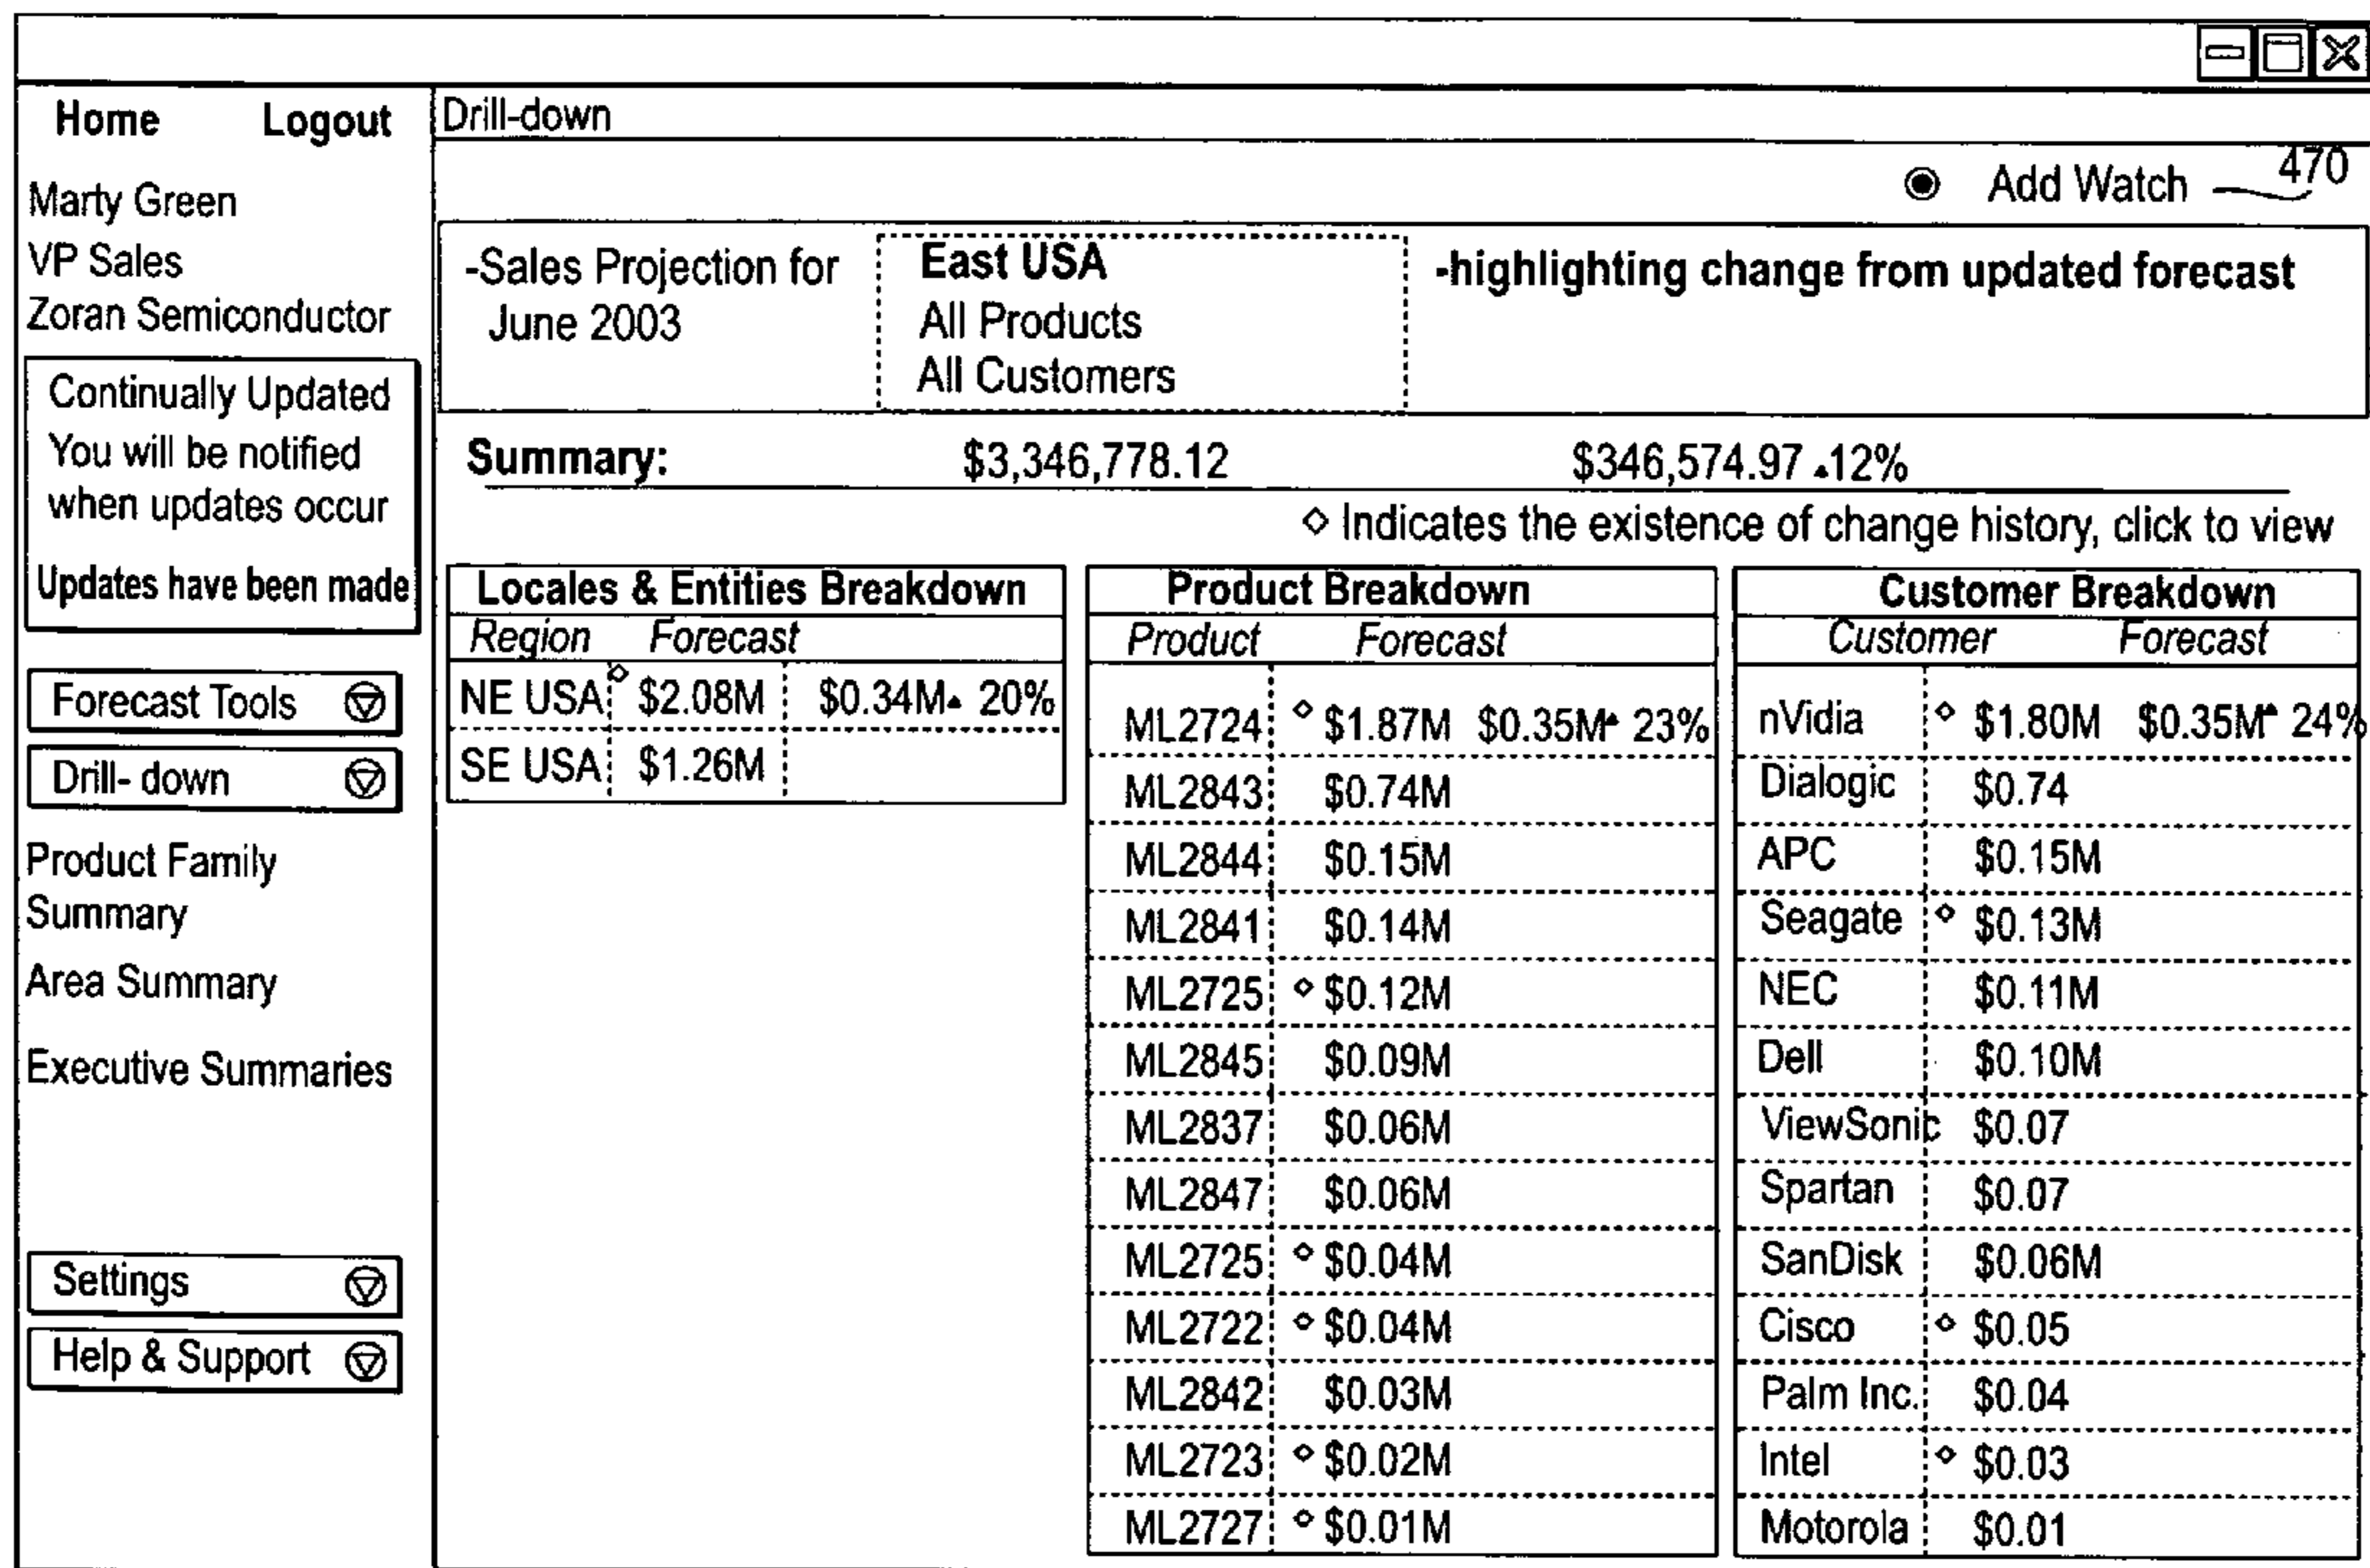 Home Logout
Marty Green
VP Sales
Zoran Semiconductor
Continually Updated
You will be notified
when updates occur
Updates have been made
Forecast Tools
Drill- down
Product Family
Summary
Area Summary
Executive Summaries
Settings
Help & Support
Drill-down
Add Watch 470
-Sales Projection for
June 2003
East USA
All Products
All Customers
-highlighting change from updated forecast
Summary: $3,346,778.12 $346,574.97 ▲12%
◇ Indicates the existence of change history, click to view
Locales & Entities Breakdown
Region Forecast
NE USA ◇ $2.08M $0.34M▲ 20%
SE USA $1.26M
Product Breakdown
Product Forecast
ML2724 ◇ $1.87M $0.35M▲ 23%
ML2843 $0.74M
ML2844 $0.15M
ML2841 $0.14M
ML2725 ◇ $0.12M
ML2845 $0.09M
ML2837 $0.06M
ML2847 $0.06M
ML2725 ◇ $0.04M
ML2722 ◇ $0.04M
ML2842 $0.03M
ML2723 ◇ $0.02M
ML2727 ◇ $0.01M
Customer Breakdown
Customer Forecast
nVidia ◇ $1.80M $0.35M▲ 24%
Dialogic $0.74
APC $0.15M
Seagate ◇ $0.13M
NEC $0.11M
Dell $0.10M
ViewSonic $0.07
Spartan $0.07
SanDisk $0.06M
Cisco ◇ $0.05
Palm Inc. $0.04
Intel ◇ $0.03
Motorola $0.01